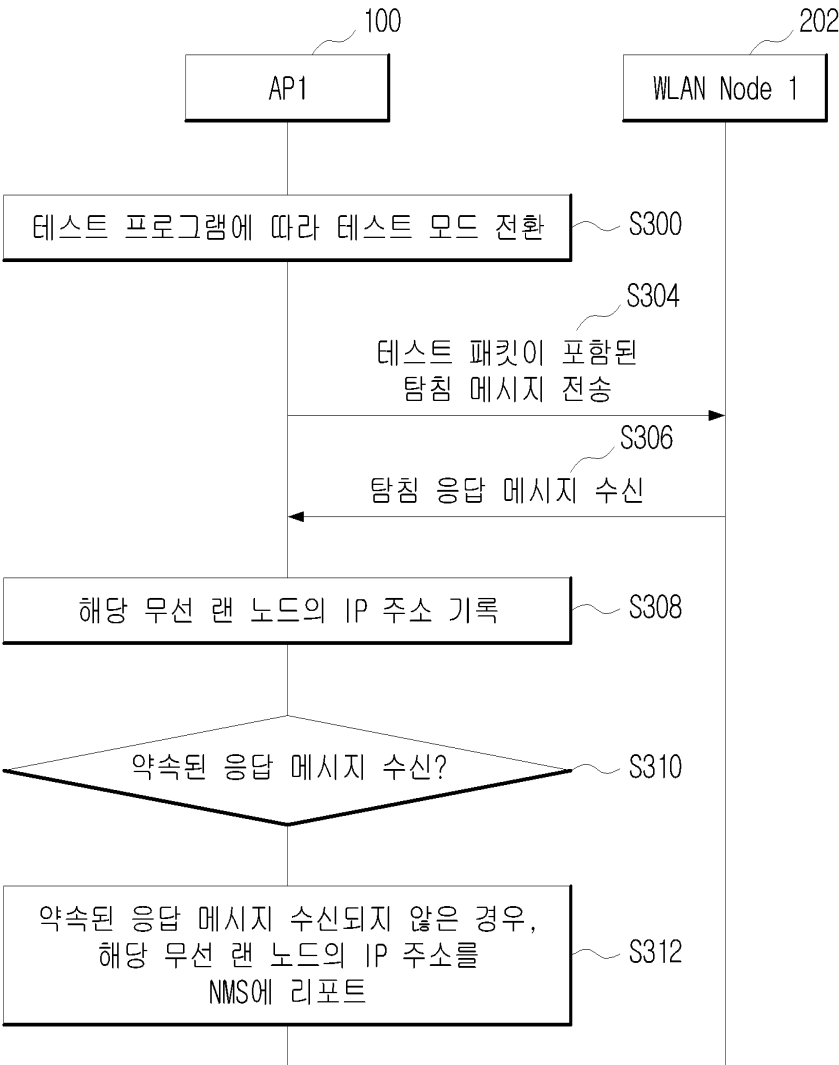 100
202
AP1
WLAN Node 1
테스트 프로그램에 따라 테스트 모드 전환
S300
S304
테스트 패킷이 포함된
탐침 메시지 전송
S306
탐침 응답 메시지 수신
해당 무선 랜 노드의 IP 주소 기록
S308
약속된 응답 메시지 수신?
S310
약속된 응답 메시지 수신되지 않은 경우,
해당 무선 랜 노드의 IP 주소를
NMS에 리포트
S312